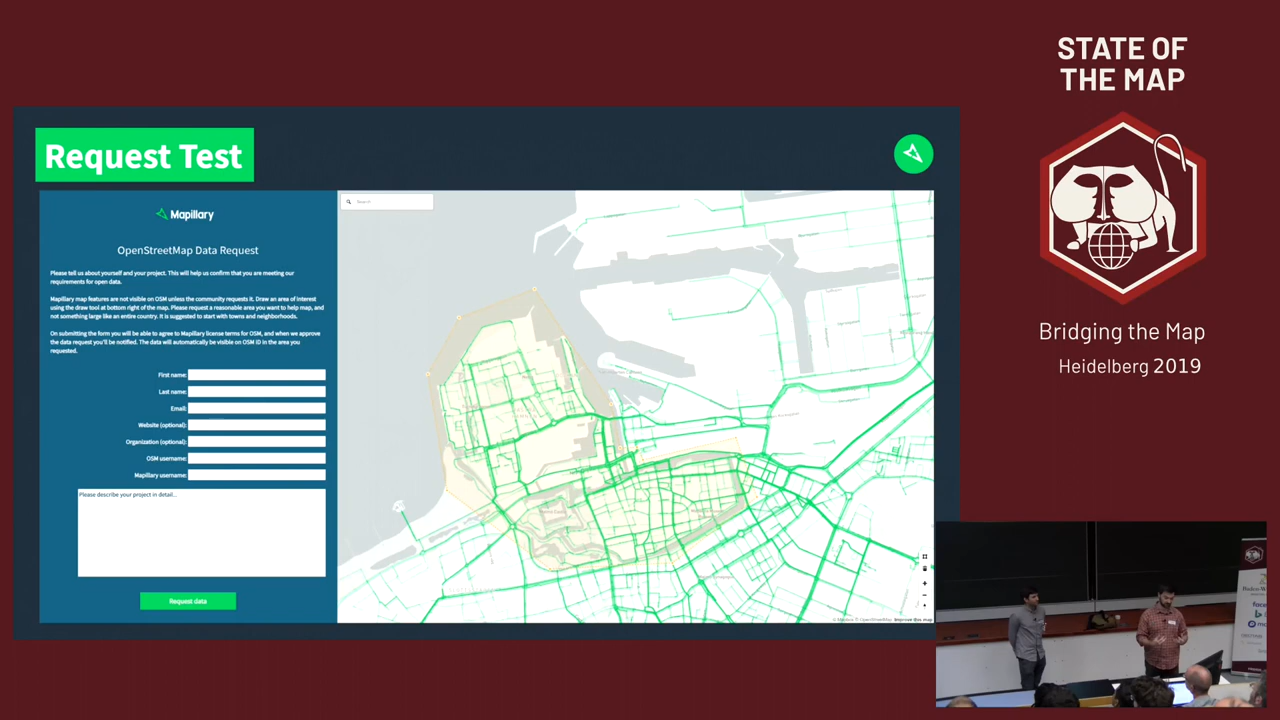 STATE OF
THE MAP
Bridging the Map
Heidelberg 2019
Request Test
Mapillary
OpenStreetMap Data Request
Please tell us about yourself and your project. This will help us confirm that you are meeting our
requirements for open data.
Mapillary map features are not visible on OSM unless the community requests it. Draw an area of interest
using the draw tool at bottom right of the map. Please request a reasonable area you want to help map, and
not something large like an entire country. It is suggested to start with towns and neighborhoods.
On submitting the form you will be able to agree to Mapillary license terms for OSM, and when we approve
the data request you'll be notified. The data will automatically be visible on OSM iD in the area you
requested.
First name:
Last name:
Email:
Website (optional):
Organization (optional):
OSM username:
Mapillary username:
Please describe your project in detail...
Request data
Search
© Mapbox © OpenStreetMap Improve this map